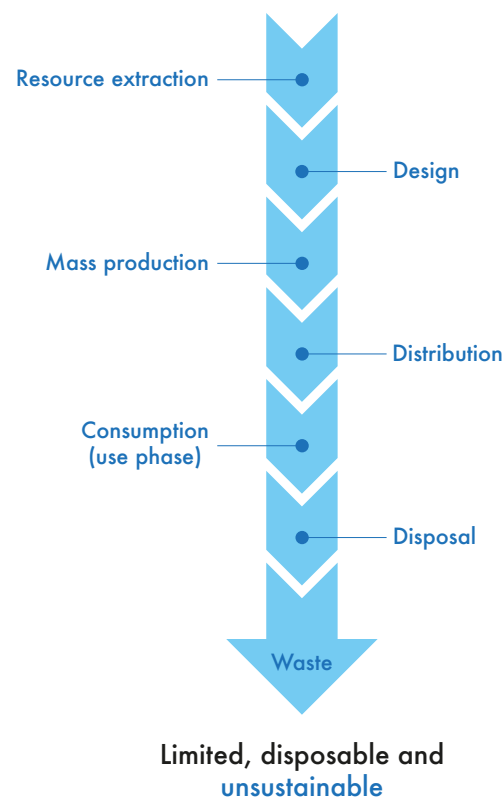 Resource extraction
Design
Mass production
Distribution
Consumption
(use phase)
Disposal
Waste
Limited, disposable and
unsustainable